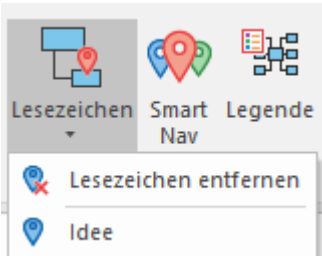 Lesezeichen
Smart
Nav
Legende
Lesezeichen entfernen
Idee